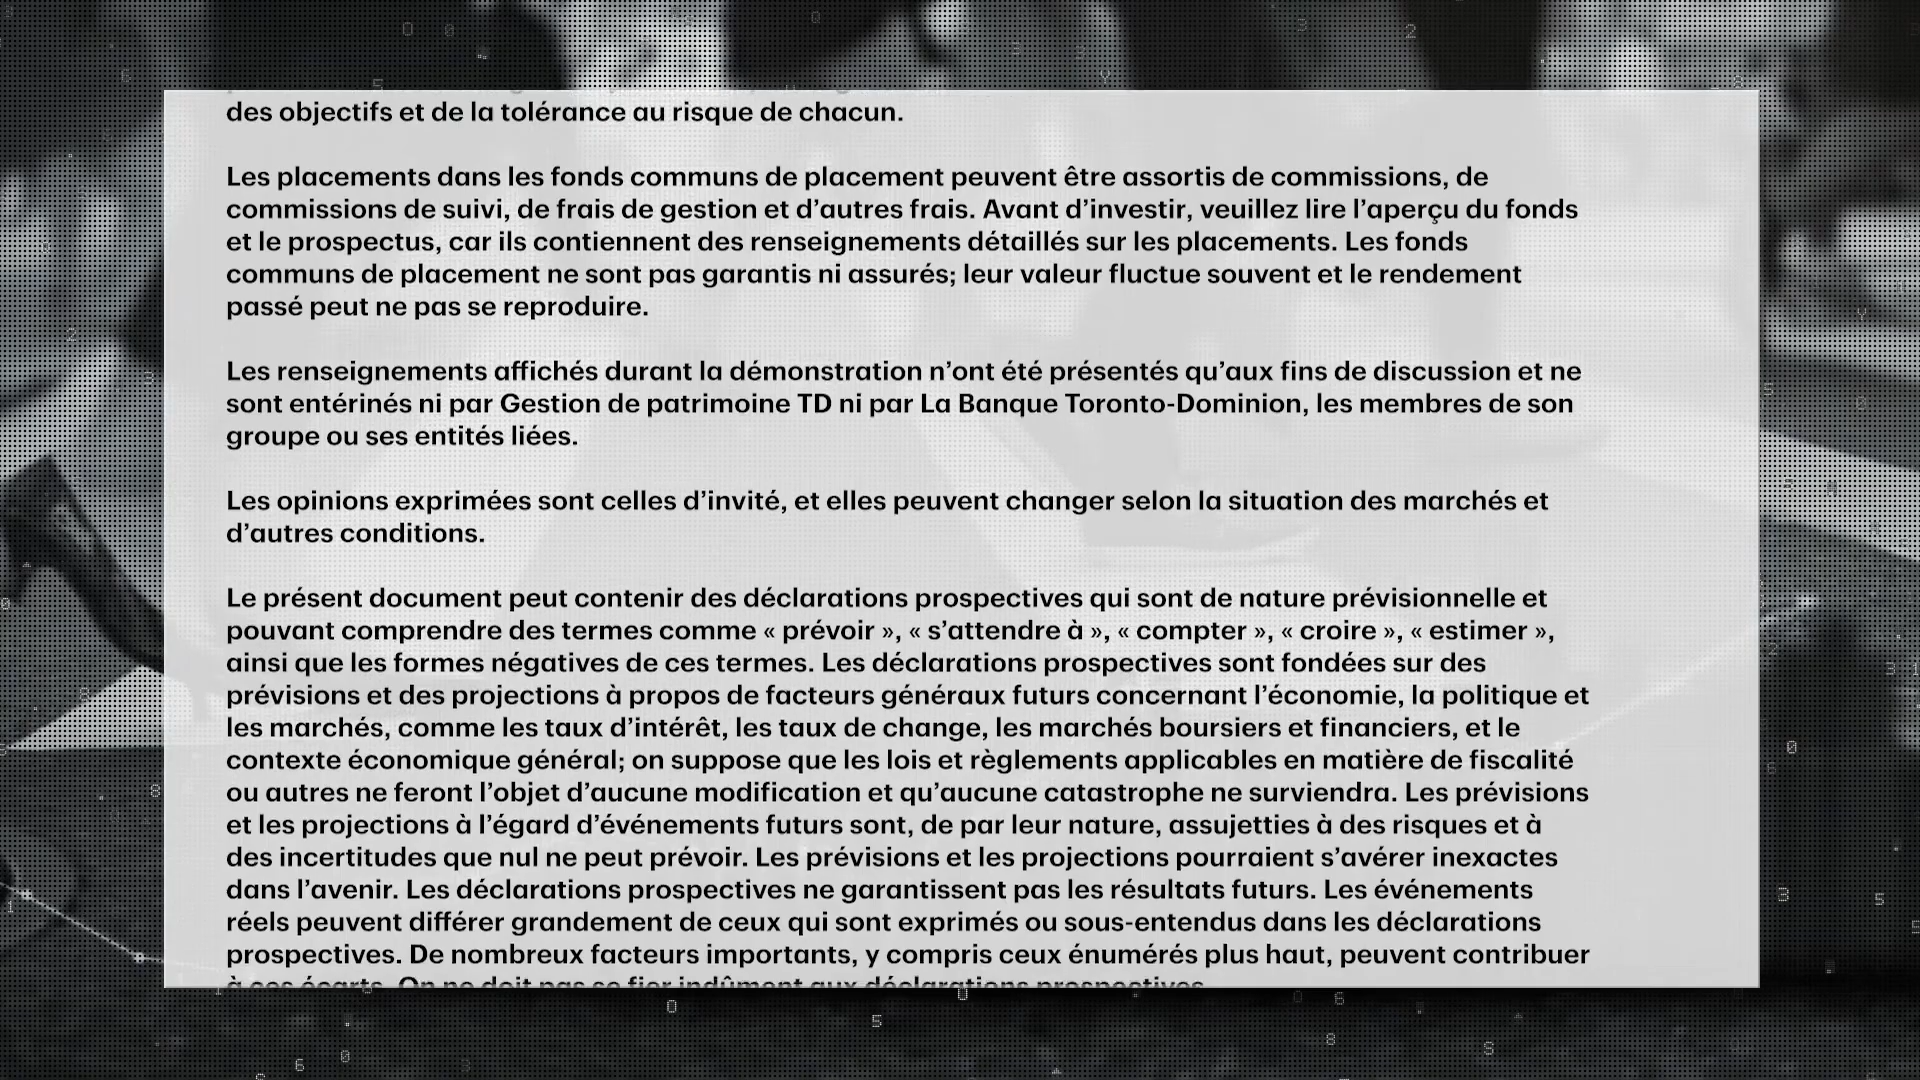 des objectifs et de la tolérance au risque de chacun.
Les placements dans les fonds communs de placement peuvent être assortis de commissions, de
commissions de suivi, de frais de gestion et d’autres frais. Avant d’investir, veuillez lire l’aperçu du fonds
et le prospectus, car ils contiennent des renseignements détaillés sur les placements. Les fonds
communs de placement ne sont pas garantis ni assurés; leur valeur fluctue souvent et le rendement
passé peut ne pas se reproduire.
Les renseignements affichés durant la démonstration n’ont été présentés qu’aux fins de discussion et ne
sont entérinés ni par Gestion de patrimoine TD ni par La Banque Toronto-Dominion, les membres de son
groupe ou ses entités liées.
Les opinions exprimées sont celles d’invité, et elles peuvent changer selon la situation des marchés et
d’autres conditions.
Le présent document peut contenir des déclarations prospectives qui sont de nature prévisionnelle et
pouvant comprendre des termes comme « prévoir », « s’attendre à », « compter », « croire », « estimer »,
ainsi que les formes négatives de ces termes. Les déclarations prospectives sont fondées sur des
prévisions et des projections à propos de facteurs généraux futurs concernant l’économie, la politique et
les marchés, comme les taux d’intérêt, les taux de change, les marchés boursiers et financiers, et le
contexte économique général; on suppose que les lois et règlements applicables en matière de fiscalité
ou autres ne feront l’objet d’aucune modification et qu’aucune catastrophe ne surviendra. Les prévisions
et les projections à l’égard d’événements futurs sont, de par leur nature, assujetties à des risques et à
des incertitudes que nul ne peut prévoir. Les prévisions et les projections pourraient s’avérer inexactes
dans l’avenir. Les déclarations prospectives ne garantissent pas les résultats futurs. Les événements
réels peuvent différer grandement de ceux qui sont exprimés ou sous-entendus dans les déclarations
prospectives. De nombreux facteurs importants, y compris ceux énumérés plus haut, peuvent contribuer
à ces écarts. On ne doit pas se fier indûment aux déclarations prospectives.